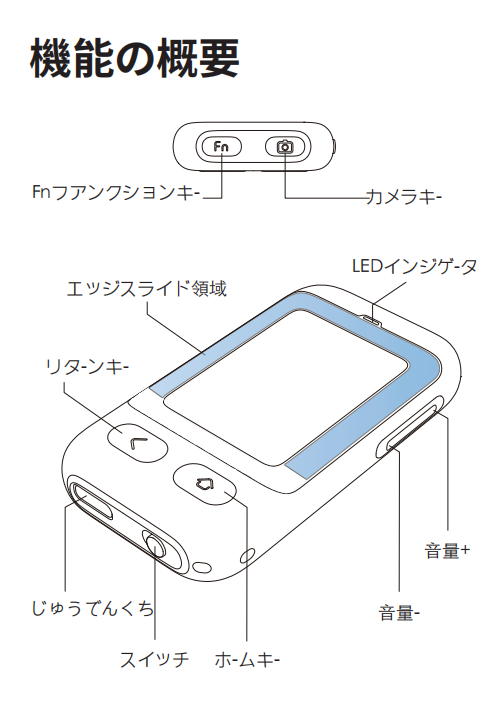 機能の概要
Fn
Fnフアンクションキ-
カメラキ-
LEDインジゲ-タ
エッジスライド領域
リタ-ンキ-
音量+
じゅうでんくち
音量-
スイッチ
ホ-ムキ-